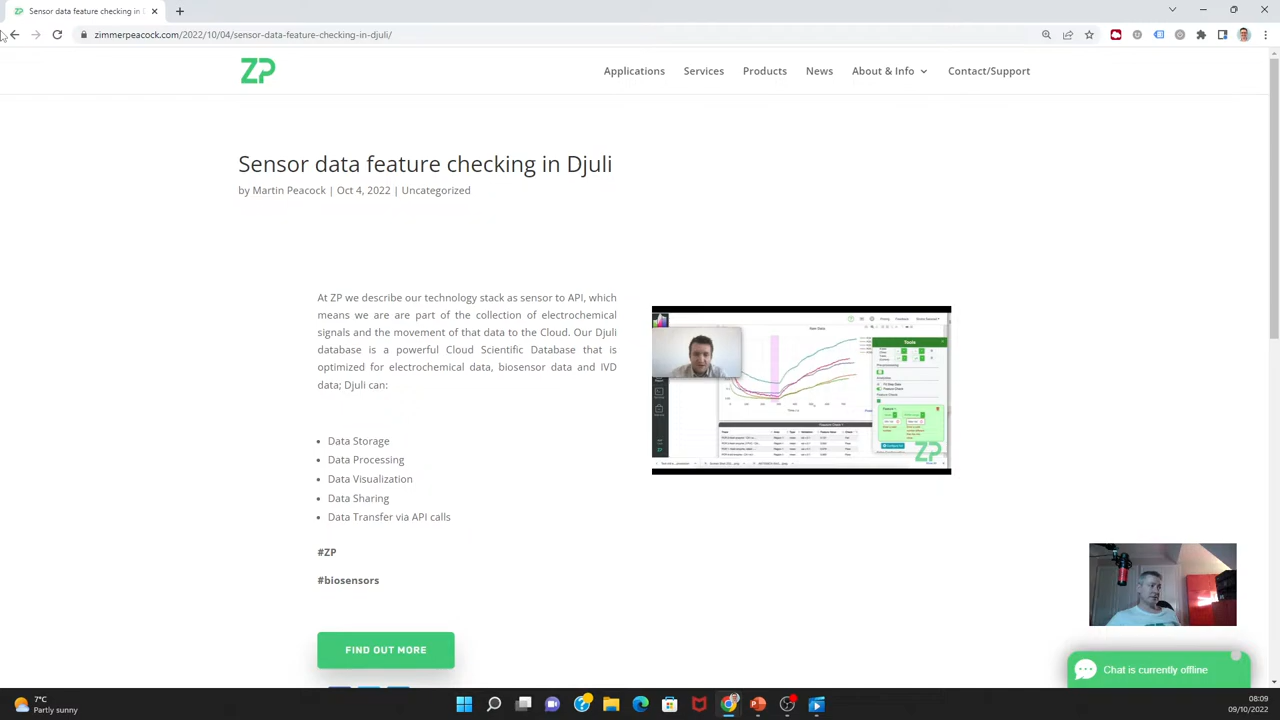 Sensor data feature checking in D
zimmerpeacock.com/2022/10/04/sensor-data-feature-checking-in-djuli/
ZP
Applications
Services
Products
News
About & Info
Contact/Support
Sensor data feature checking in Djuli
by Martin Peacock | Oct 4, 2022 | Uncategorized
At ZP we describe our technology stack as sensor to API, which
means we are are part of the collection of electrochemical
signals and the movement of that data to the Cloud. Our Djuli
database is a powerful Cloud Scientific Database that is
optimized for electrochemical data, biosensor data and IVD
data; Djuli can:
Data Storage
Data Processing
Data Visualization
Data Sharing
Data Transfer via API calls
#ZP
#biosensors
FIND OUT MORE
Tools
ZP
Chat is currently offline
7°C
Partly sunny
08:09
09/10/2022